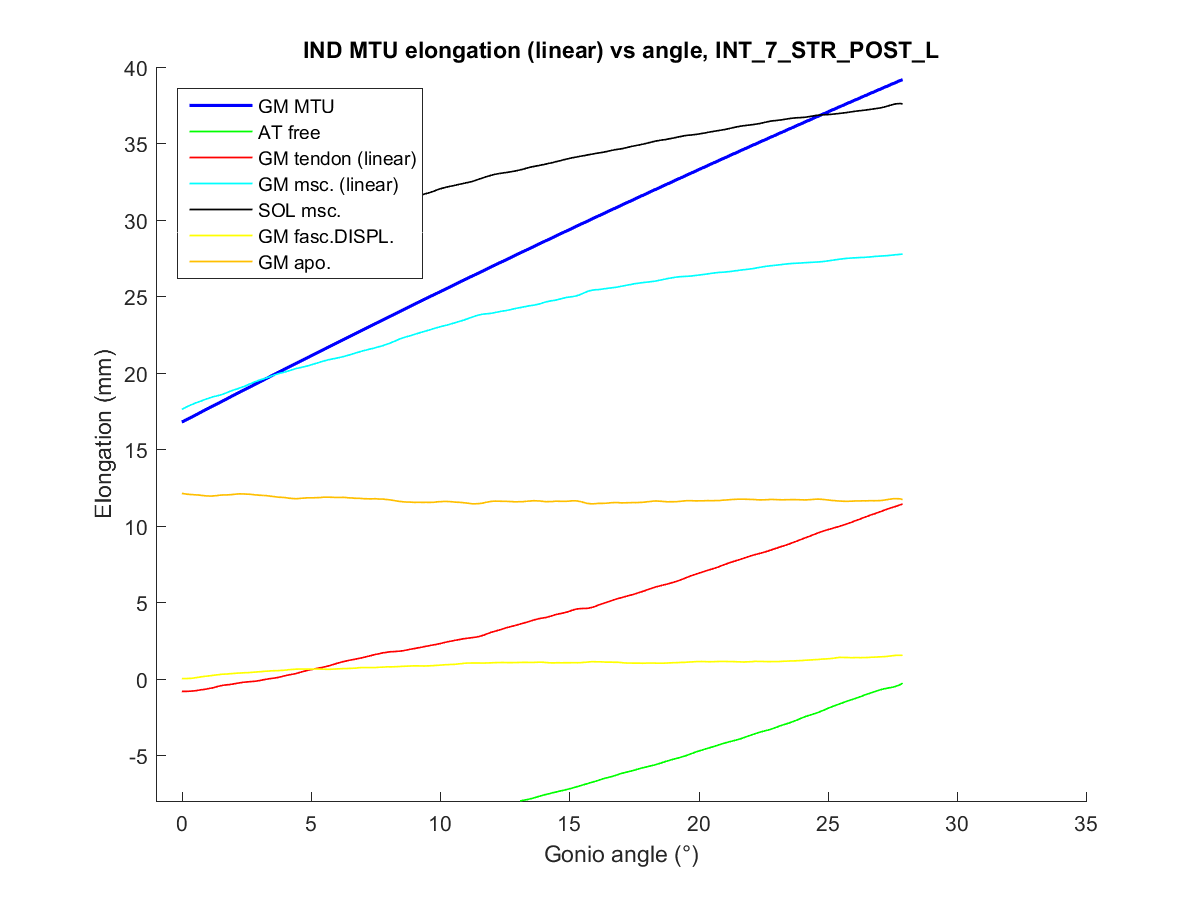 IND MTU elongation (linear) vs angle, INT_7_STR_POST_L
40
35
30
25
20
15
10
5
0
-5
Elongation (mm)
GM MTU
AT free
GM tendon (linear)
GM msc. (linear)
SOL msc.
GM fasc.DISPL.
GM apo.
0 5 10 15 20 25 30 35
Gonio angle (°)